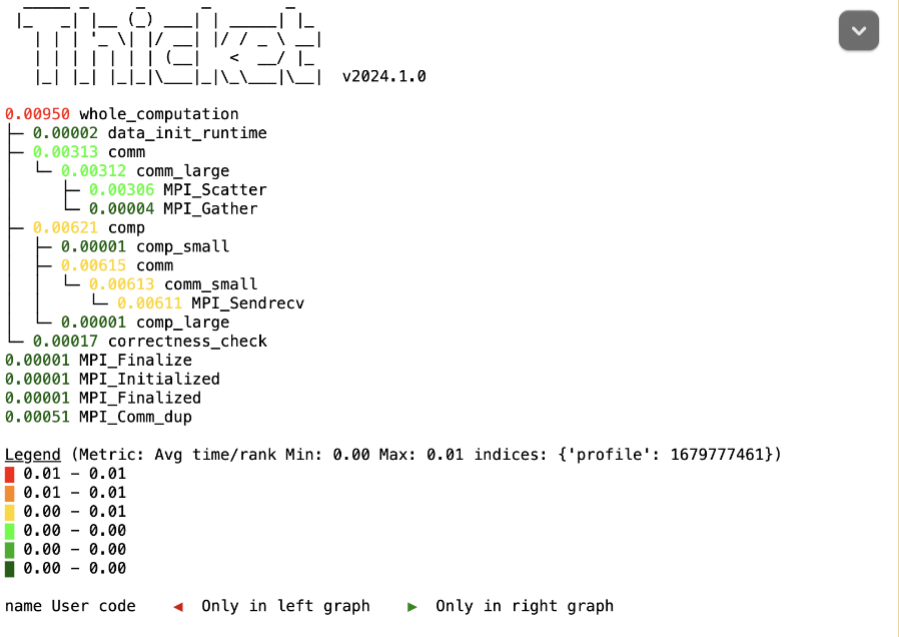 Thicket v2024.1.0
0.00950 whole_computation
├─ 0.00002 data_init_runtime
├─ 0.00313 comm
│  └─ 0.00312 comm_large
│     ├─ 0.00306 MPI_Scatter
│     └─ 0.00004 MPI_Gather
├─ 0.00621 comp
│  ├─ 0.00001 comp_small
│  ├─ 0.00615 comm
│  │  └─ 0.00613 comm_small
│  │     └─ 0.00611 MPI_Sendrecv
│  └─ 0.00001 comp_large
└─ 0.00017 correctness_check
0.00001 MPI_Finalize
0.00001 MPI_Initialized
0.00001 MPI_Finalized
0.00051 MPI_Comm_dup
Legend (Metric: Avg time/rank Min: 0.00 Max: 0.01 indices: {'profile': 1679777461})
█ 0.01 - 0.01
█ 0.01 - 0.01
█ 0.00 - 0.01
█ 0.00 - 0.00
█ 0.00 - 0.00
█ 0.00 - 0.00
name User code    ◀  Only in left graph    ▶  Only in right graph